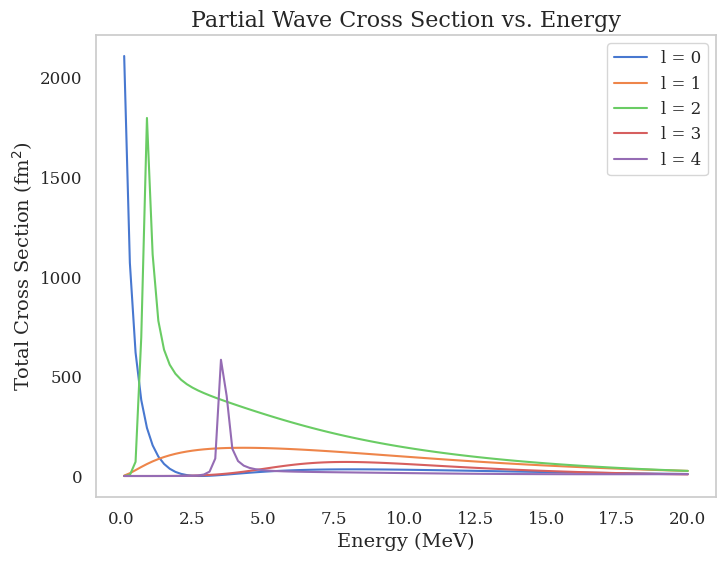 Partial Wave Cross Section vs. Energy
Total Cross Section (fm²)
2000
1500
1000
500
0
l = 0
l = 1
l = 2
l = 3
l = 4
0.0 2.5 5.0 7.5 10.0 12.5 15.0 17.5 20.0
Energy (MeV)